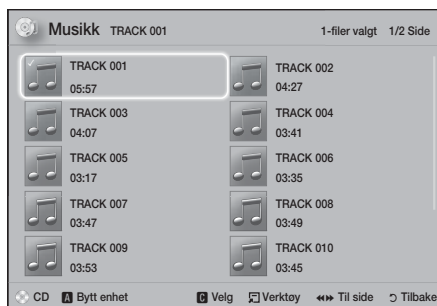 Musikk TRACK 001 1-filer valgt 1/2 Side
TRACK 001 TRACK 002
05:57 04:27
TRACK 003 TRACK 004
04:07 03:41
TRACK 005 TRACK 006
03:17 03:35
TRACK 007 TRACK 008
03:47 03:49
TRACK 009 TRACK 010
03:53 03:45
CD A Bytt enhet C Velg Verktøy Til side Tilbake